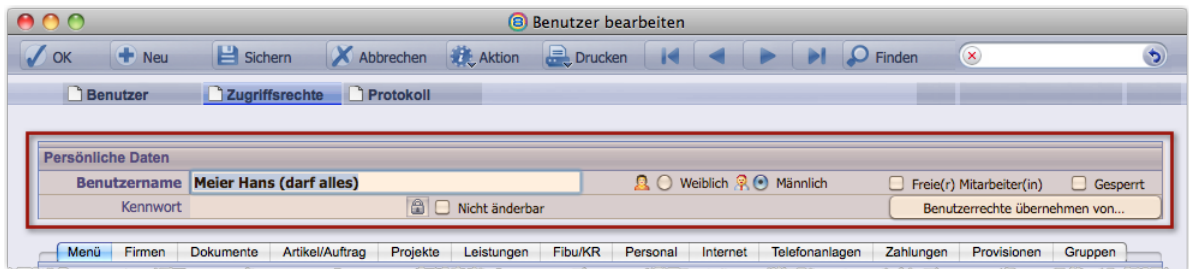 Benutzer bearbeiten
OK Neu Sichern Abbrechen Aktion Drucken Finden
Benutzer Zugriffsrechte Protokoll
Persönliche Daten
Benutzername Meier Hans (darf alles) Weiblich Männlich Freie(r) Mitarbeiter(in) Gesperrt
Kennwort Nicht änderbar Benutzerrechte übernehmen von...
Menü Firmen Dokumente Artikel/Auftrag Projekte Leistungen Fibu/KR Personal Internet Telefonanlagen Zahlungen Provisionen Gruppen